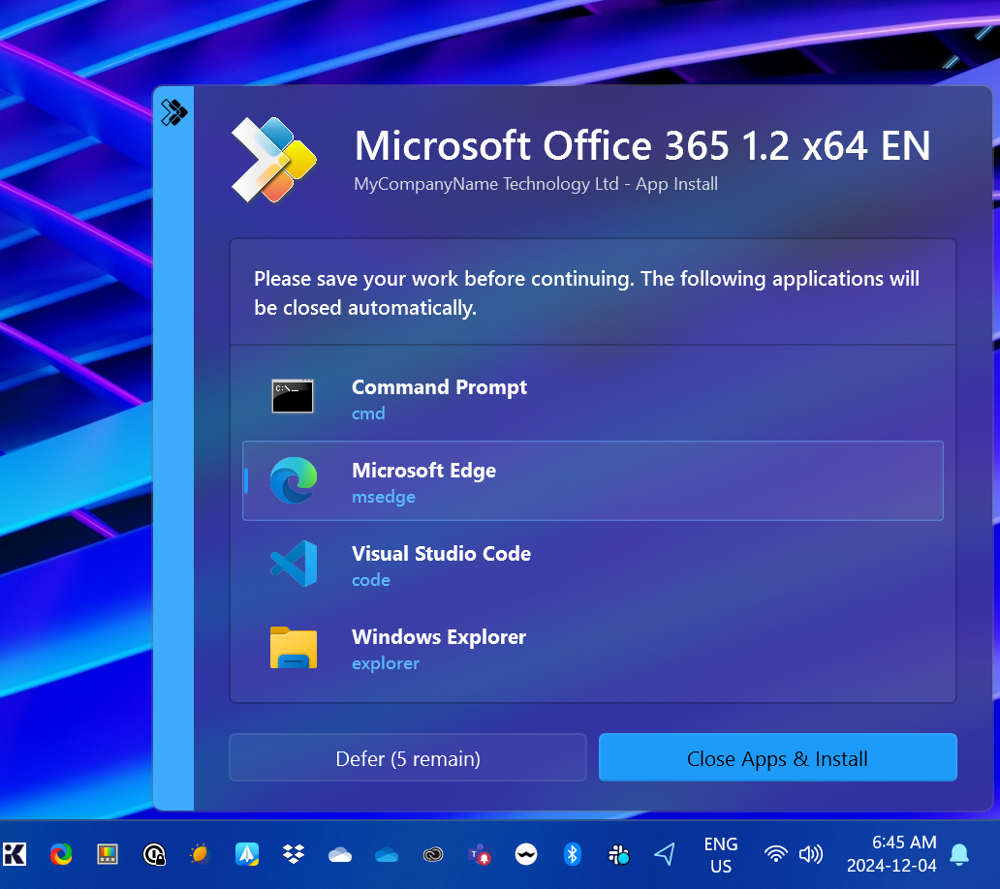 Microsoft Office 365 1.2 x64 EN
MyCompanyName Technology Ltd - App Install
Please save your work before continuing. The following applications will
be closed automatically.
C:\_
Command Prompt
cmd
Microsoft Edge
msedge
Visual Studio Code
code
Windows Explorer
explorer
Defer (5 remain)
Close Apps & Install
ENG
US
6:45 AM
2024-12-04